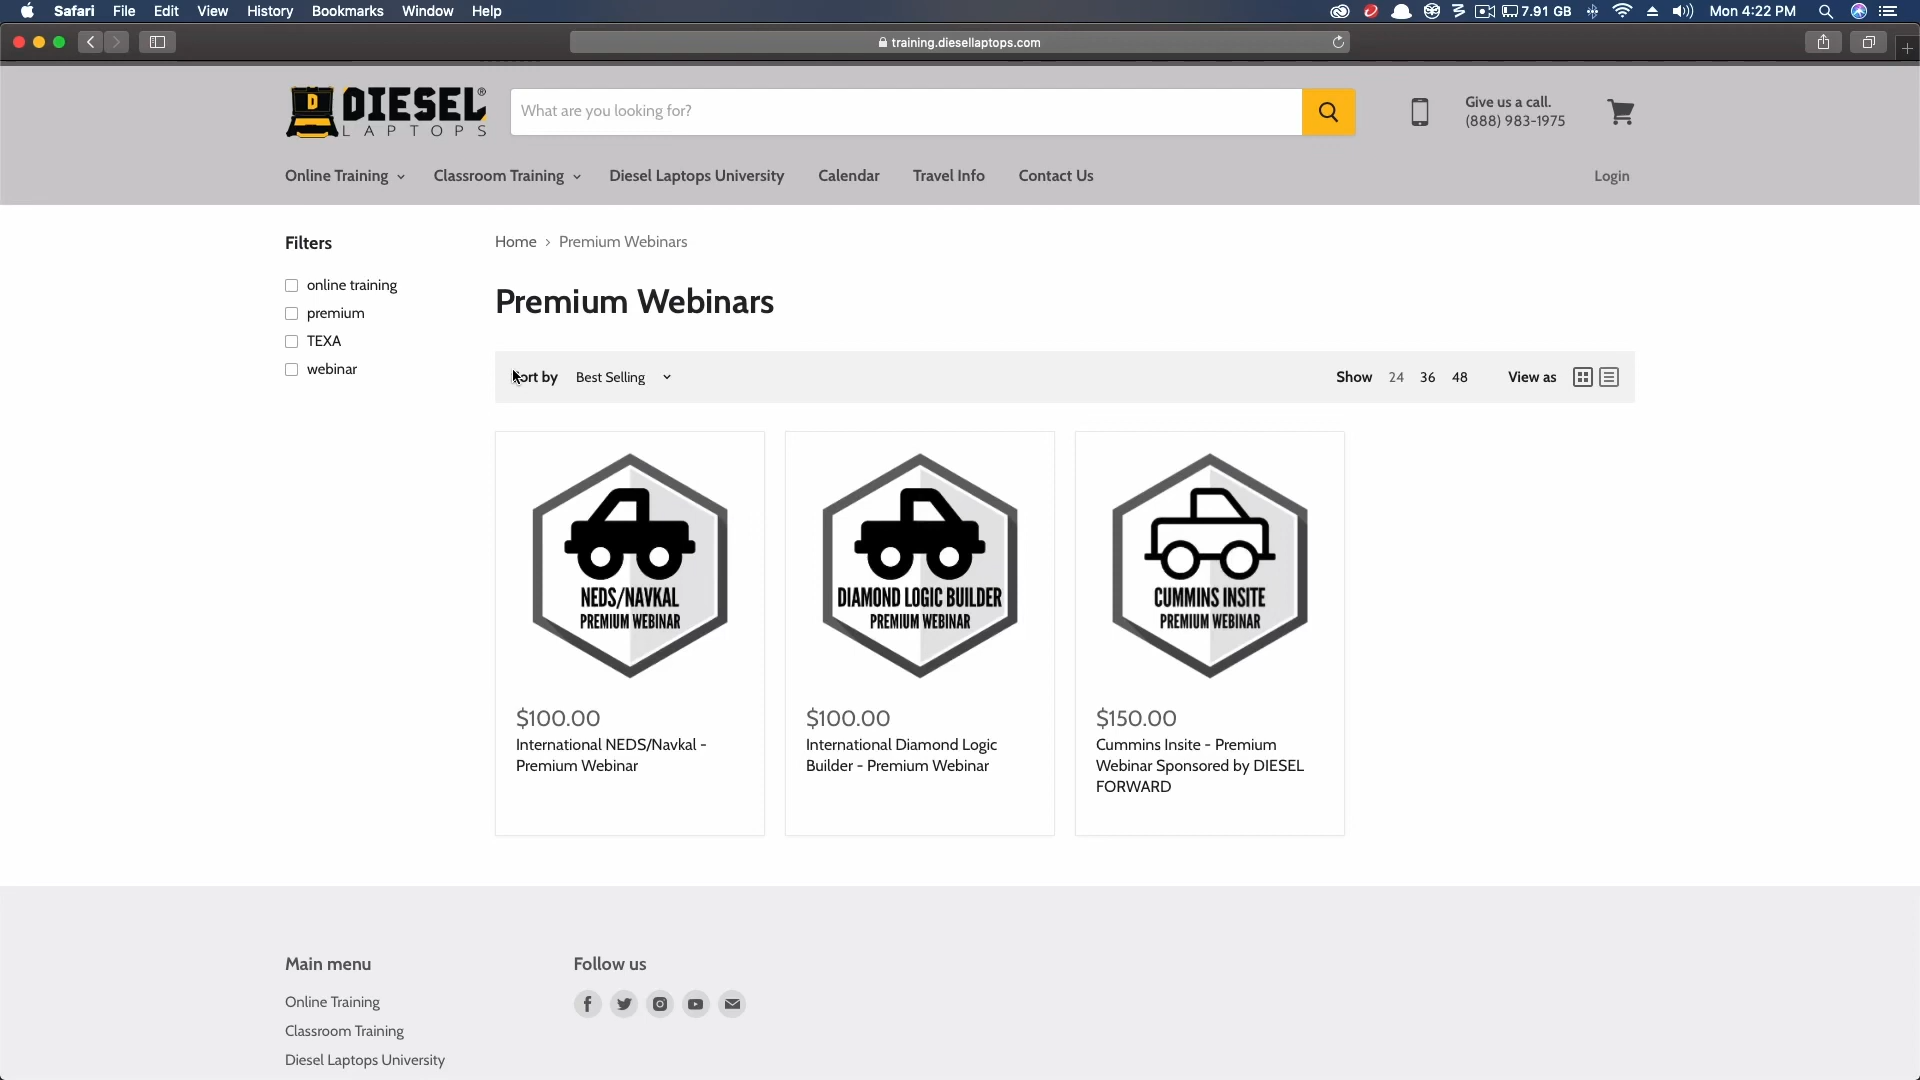 Safari File Edit View History Bookmarks Window Help 7.91 GB Mon 4:22 PM
training.diesellaptops.com
D DIESEL®
LAPTOPS
What are you looking for?
Give us a call.
(888) 983-1975
Online Training Classroom Training Diesel Laptops University Calendar Travel Info Contact Us Login
Filters
online training
premium
TEXA
webinar
Home › Premium Webinars
Premium Webinars
Sort by Best Selling Show 24 36 48 View as
NEDS/NAVKAL
PREMIUM WEBINAR
$100.00
International NEDS/Navkal -
Premium Webinar
DIAMOND LOGIC BUILDER
PREMIUM WEBINAR
$100.00
International Diamond Logic
Builder - Premium Webinar
CUMMINS INSITE
PREMIUM WEBINAR
$150.00
Cummins Insite - Premium
Webinar Sponsored by DIESEL
FORWARD
Main menu
Online Training
Classroom Training
Diesel Laptops University
Follow us